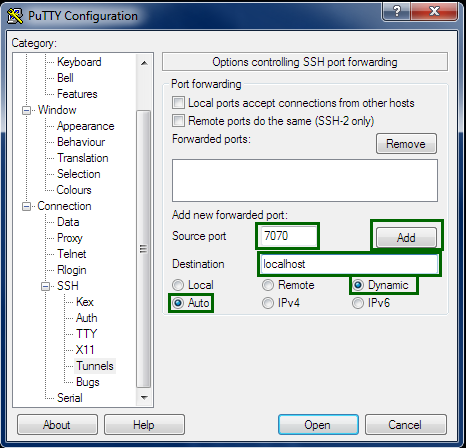 PuTTY Configuration
?
Category:
Keyboard
Bell
Features
Window
Appearance
Behaviour
Translation
Selection
Colours
Connection
Data
Proxy
Telnet
Rlogin
SSH
Kex
Auth
TTY
X11
Tunnels
Bugs
Serial
Options controlling SSH port forwarding
Port forwarding
Local ports accept connections from other hosts
Remote ports do the same (SSH-2 only)
Forwarded ports:
Remove
Add new forwarded port:
Source port 7070 Add
Destination localhost
Local Remote Dynamic
Auto IPv4 IPv6
About Help Open Cancel